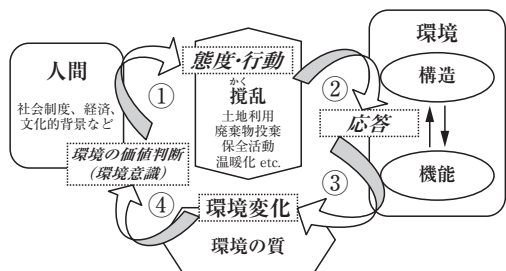 人間
社会制度、経済、
文化的背景など
環境の価値判断
(環境意識)
①
態度・行動
かく
撹乱
土地利用
廃棄物投棄
保全活動
温暖化 etc.
②
環境
構造
応答
機能
③
環境変化
環境の質
④